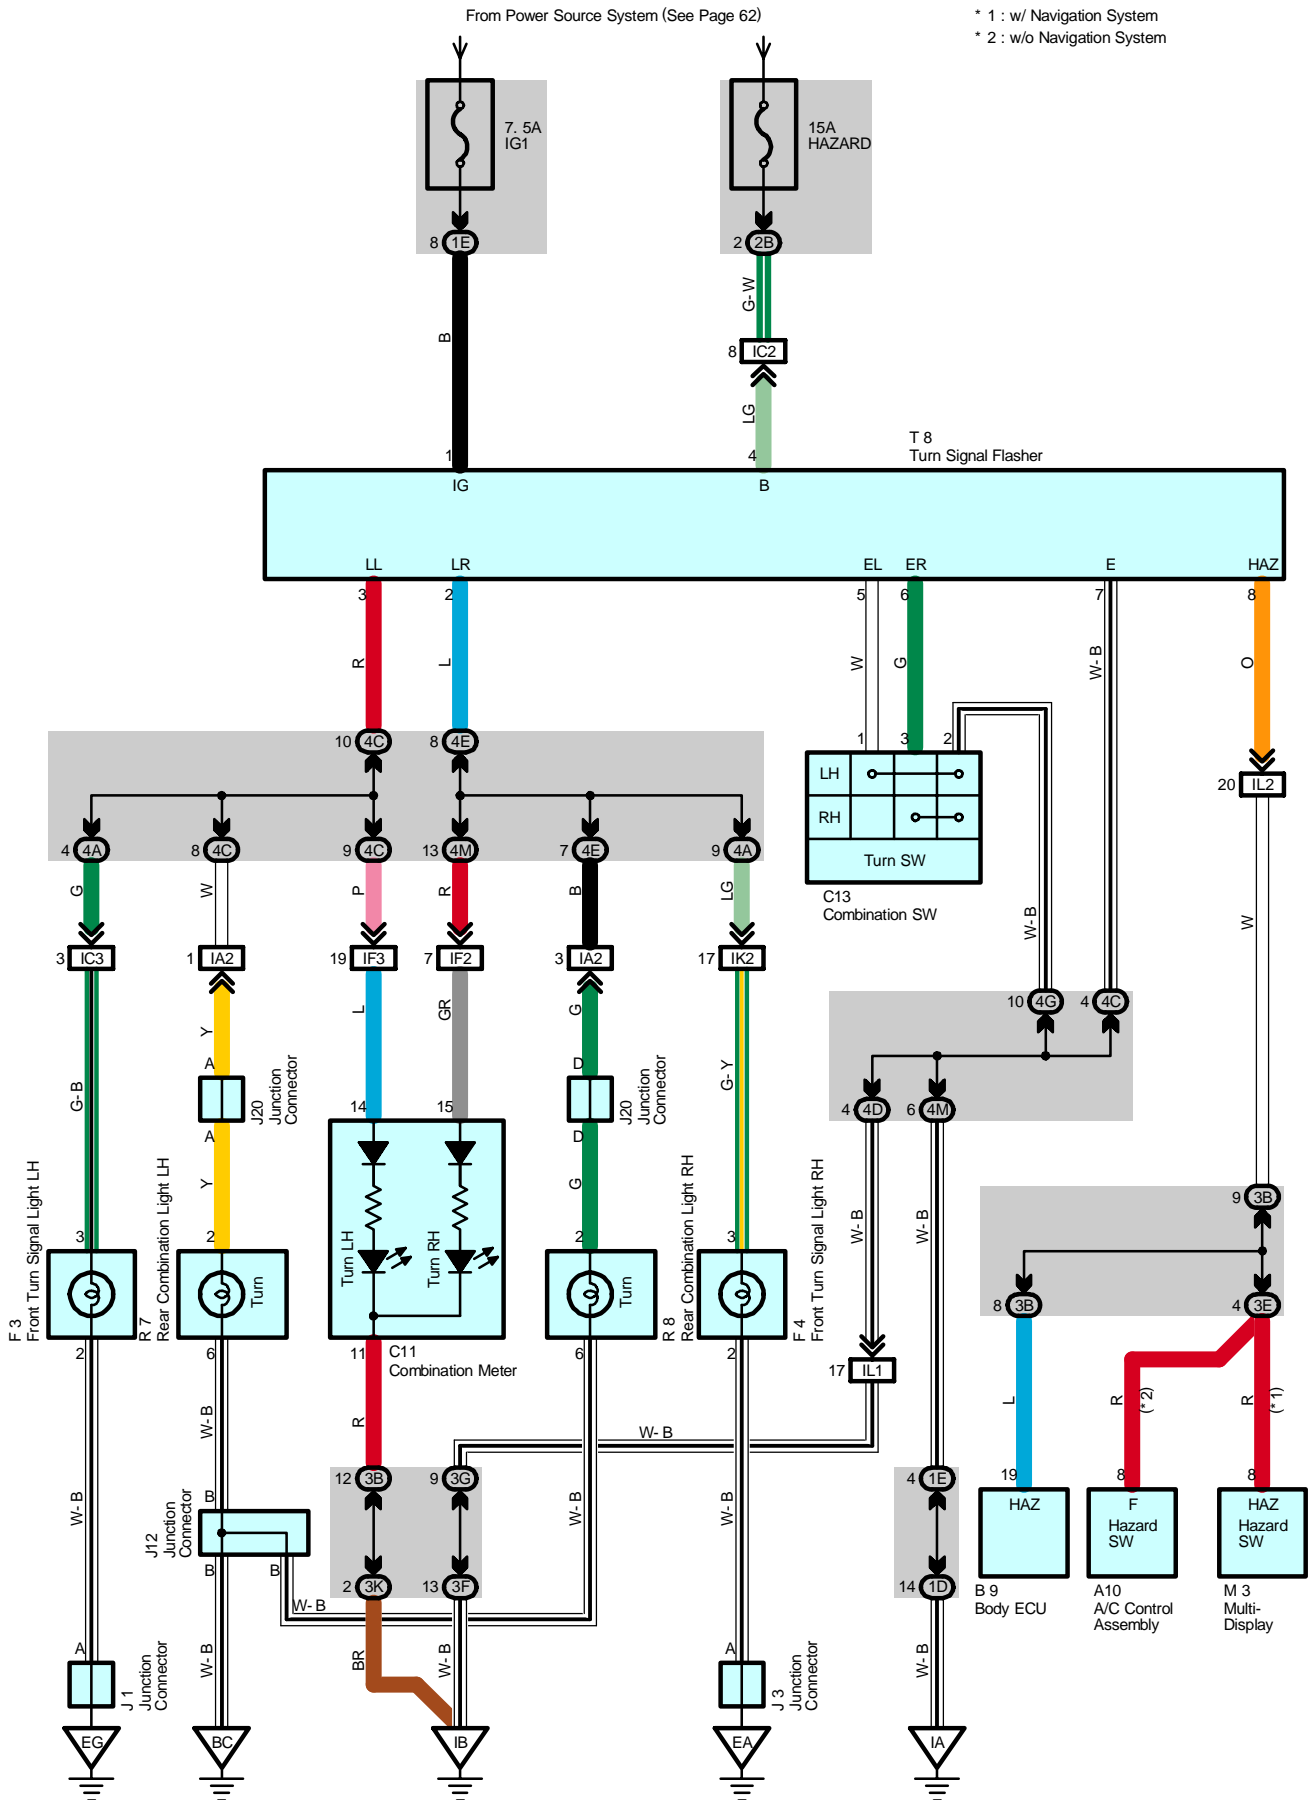 From Power Source System (See Page 62)
* 1 : w/ Navigation System
* 2 : w/o Navigation System
7. 5A
IG1
15A
HAZARD
8 1E
2 2B
G- W
B
8 IC2
LG
T 8
Turn Signal Flasher
1
4
IG
B
LL
LR
EL
ER
E
HAZ
3
2
5
6
7
8
R
L
W
G
W- B
O
10 4C
8 4E
1
3
2
LH
RH
Turn SW
20 IL2
4 4A
8 4C
9 4C
13 4M
7 4E
9 4A
C13
Combination SW
G
W
P
R
B
LG
W- B
W
3 IC3
1 IA2
19 IF3
7 IF2
3 IA2
17 IK2
10 4G
4 4C
G- B
Y
L
GR
G
G- Y
A
D
J20
Junction
Connector
J20
Junction
Connector
A
D
14
15
4 4D
6 4M
Y
G
W- B
W- B
9 3B
3
2
2
3
F 3
Front Turn Signal Light LH
R 7
Rear Combination Light LH
Turn
Turn LH
Turn RH
Turn
R 8
Rear Combination Light RH
F 4
Front Turn Signal Light RH
8 3B
4 3E
2
6
11
C11
Combination Meter
6
2
17 IL1
L
R
(* 2)
R
(* 1)
W- B
W- B
R
W- B
W- B
W- B
12 3B
9 3G
4 1E
19
8
8
HAZ
F
Hazard
SW
HAZ
Hazard
SW
B
J12
Junction
Connector
B
B
2 3K
13 3F
14 1D
B 9
Body ECU
A10
A/C Control
Assembly
M 3
Multi-
Display
W- B
W- B
BR
W- B
A
J 1
Junction
Connector
A
J 3
Junction
Connector
W- B
EG
BC
IB
EA
IA